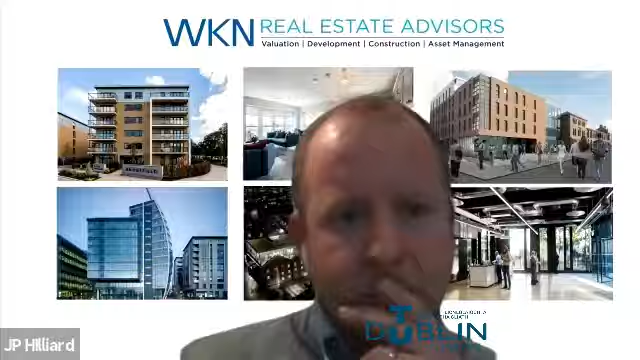 WKN REAL ESTATE ADVISORS
Valuation | Development | Construction | Asset Management
DUBLIN
JP Hilliard